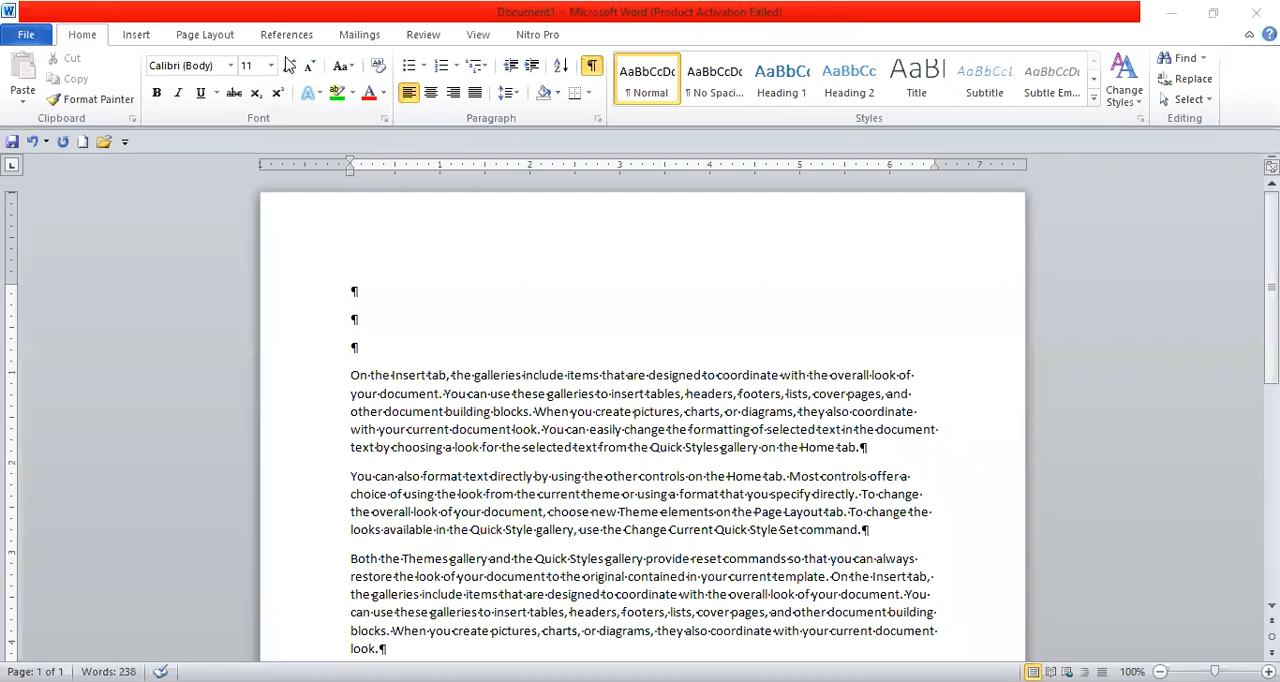 Document1 - Microsoft Word (Product Activation Failed)
File Home Insert Page Layout References Mailings Review View Nitro Pro
Paste
Cut
Copy
Format Painter
Clipboard
Calibri (Body) 11
Font
Paragraph
AaBbCcDc AaBbCcDc AaBbCc AaBbCc AaBl AaBbCcL AaBbCcDt
¶ Normal ¶ No Spaci... Heading 1 Heading 2 Title Subtitle Subtle Em...
Styles
Change
Styles
Find
Replace
Select
Editing
1 1 2 3 4 5 6 7
¶
¶
¶
On·the·Insert·tab,·the·galleries·include·items·that·are·designed·to·coordinate·with·the·overall·look·of·
your·document.·You·can·use·these·galleries·to·insert·tables,·headers,·footers,·lists,·cover·pages,·and·
other·document·building·blocks.·When·you·create·pictures,·charts,·or·diagrams,·they·also·coordinate·
with·your·current·document·look.·You·can·easily·change·the·formatting·of·selected·text·in·the·document·
text·by·choosing·a·look·for·the·selected·text·from·the·Quick·Styles·gallery·on·the·Home·tab.¶
You·can·also·format·text·directly·by·using·the·other·controls·on·the·Home·tab.·Most·controls·offer·a·
choice·of·using·the·look·from·the·current·theme·or·using·a·format·that·you·specify·directly.·To·change·
the·overall·look·of·your·document,·choose·new·Theme·elements·on·the·Page·Layout·tab.·To·change·the·
looks·available·in·the·Quick·Style·gallery,·use·the·Change·Current·Quick·Style·Set·command.¶
Both·the·Themes·gallery·and·the·Quick·Styles·gallery·provide·reset·commands·so·that·you·can·always·
restore·the·look·of·your·document·to·the·original·contained·in·your·current·template.·On·the·Insert·tab,·
the·galleries·include·items·that·are·designed·to·coordinate·with·the·overall·look·of·your·document.·You·
can·use·these·galleries·to·insert·tables,·headers,·footers,·lists,·cover·pages,·and·other·document·building·
blocks.·When·you·create·pictures,·charts,·or·diagrams,·they·also·coordinate·with·your·current·document·
look.¶
Page: 1 of 1 Words: 238 100%